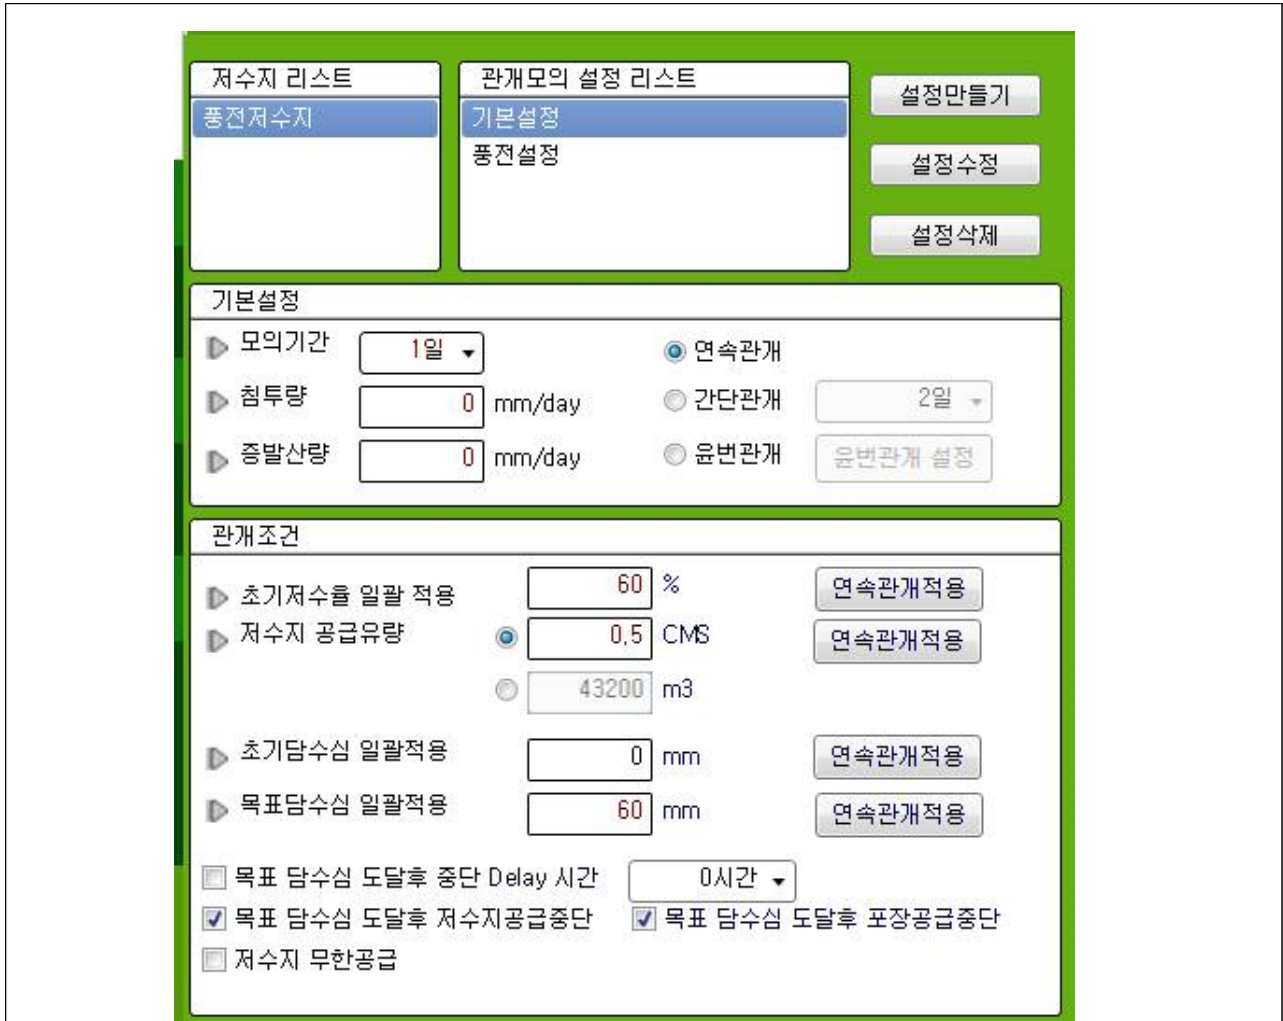 저수지 리스트
풍전저수지
관개모의 설정 리스트
기본설정
풍전설정
설정만들기
설정수정
설정삭제
기본설정
모의기간 1일 연속관개
침투량 0 mm/day 간단관개 2일
증발산량 0 mm/day 윤번관개 윤번관개 설정
관개조건
초기저수율 일괄 적용 60 % 연속관개적용
저수지 공급유량 0.5 CMS 연속관개적용
43200 m3
초기담수심 일괄적용 0 mm 연속관개적용
목표담수심 일괄적용 60 mm 연속관개적용
목표 담수심 도달후 중단 Delay 시간 0시간
목표 담수심 도달후 저수지공급중단 목표 담수심 도달후 포장공급중단
저수지 무한공급